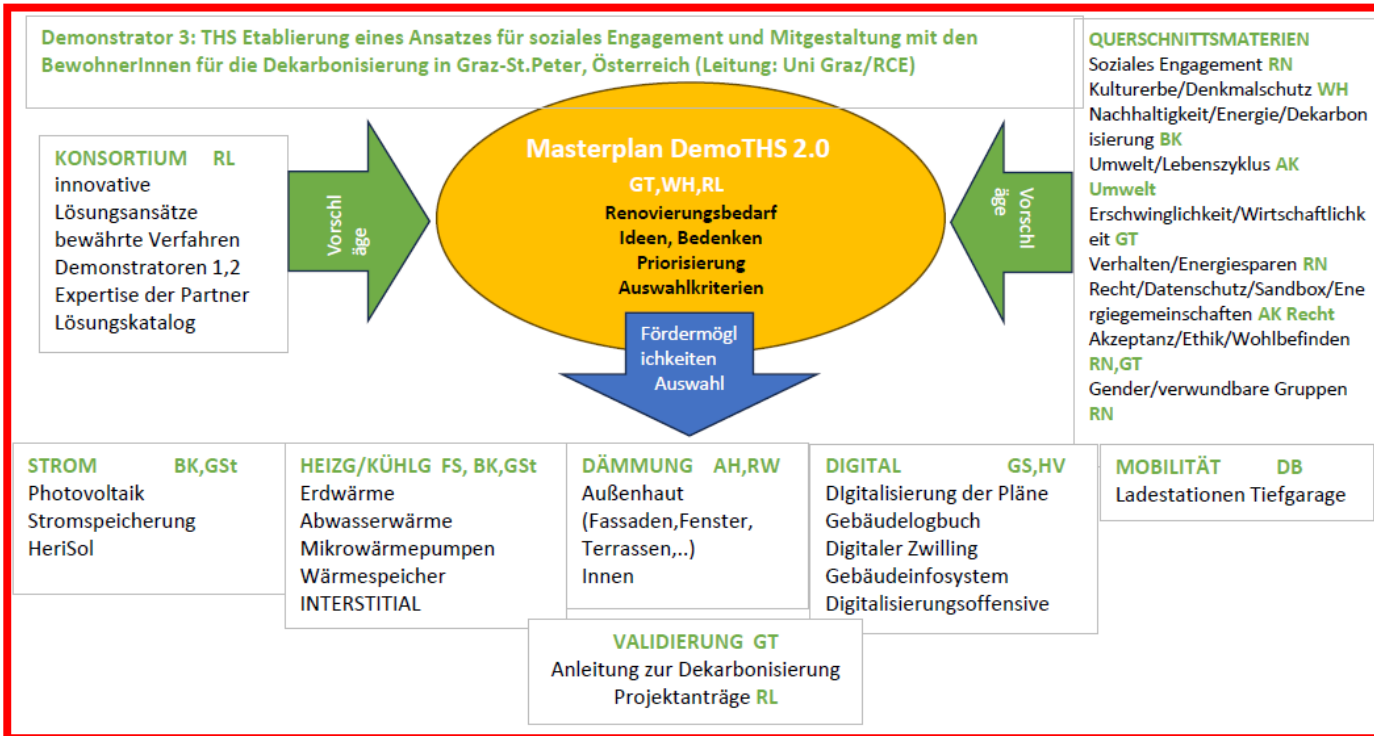 Demonstrator 3: THS Etablierung eines Ansatzes für soziales Engagement und Mitgestaltung mit den
BewohnerInnen für die Dekarbonisierung in Graz-St.Peter, Österreich (Leitung: Uni Graz/RCE)
KONSORTIUM RL
innovative
Lösungsansätze
bewährte Verfahren
Demonstratoren 1,2
Expertise der Partner
Lösungskatalog
Vorschl
äge
Masterplan DemoTHS 2.0
GT,WH,RL
Renovierungsbedarf
Ideen, Bedenken
Priorisierung
Auswahlkriterien
Vorschl
äge
QUERSCHNITTSMATERIEN
Soziales Engagement RN
Kulturerbe/Denkmalschutz WH
Nachhaltigkeit/Energie/Dekarbon
isierung BK
Umwelt/Lebenszyklus AK
Umwelt
Erschwinglichkeit/Wirtschaftlichk
eit GT
Verhalten/Energiesparen RN
Recht/Datenschutz/Sandbox/Ene
rgiegemeinschaften AK Recht
Akzeptanz/Ethik/Wohlbefinden
RN,GT
Gender/verwundbare Gruppen
RN
Fördermögl
ichkeiten
Auswahl
STROM BK,GSt
Photovoltaik
Stromspeicherung
HeriSol
HEIZG/KÜHLG FS, BK,GSt
Erdwärme
Abwasserwärme
Mikrowärmepumpen
Wärmespeicher
INTERSTITIAL
DÄMMUNG AH,RW
Außenhaut
(Fassaden,Fenster,
Terrassen,..)
Innen
DIGITAL GS,HV
DIgitalisierung der Pläne
Gebäudelogbuch
Digitaler Zwilling
Gebäudeinfosystem
Digitalisierungsoffensive
MOBILITÄT DB
Ladestationen Tiefgarage
VALIDIERUNG GT
Anleitung zur Dekarbonisierung
Projektanträge RL